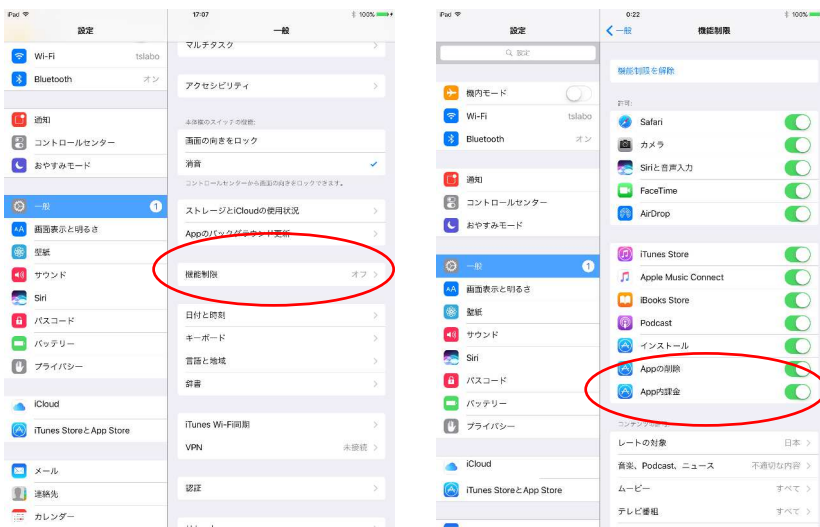 iPad
17:07
100%
設定
一般
Wi-Fi
tslabo
Bluetooth
オン
通知
コントロールセンター
おやすみモード
一般
1
画面表示と明るさ
壁紙
サウンド
Siri
パスコード
バッテリー
プライバシー
iCloud
iTunes StoreとApp Store
メール
連絡先
カレンダー
マルチタスク
アクセシビリティ
本体横のスイッチの機能:
画面の向きをロック
消音
コントロールセンターから画面の向きをロックできます。
ストレージとiCloudの使用状況
Appのバックグラウンド更新
機能制限
オフ
日付と時刻
キーボード
言語と地域
辞書
iTunes Wi-Fi同期
VPN
未接続
認証
iPad
0:22
100%
設定
一般
機能制限
設定
機内モード
Wi-Fi
tslabo
Bluetooth
オン
通知
コントロールセンター
おやすみモード
一般
1
画面表示と明るさ
壁紙
サウンド
Siri
パスコード
バッテリー
プライバシー
iCloud
iTunes StoreとApp Store
機能制限を解除
許可:
Safari
カメラ
Siriと音声入力
FaceTime
AirDrop
iTunes Store
Apple Music Connect
iBooks Store
Podcast
インストール
Appの削除
App内課金
レートの対象
日本
音楽、Podcast、ニュース
不適切な内容
ムービー
すべて
テレビ番組
すべて